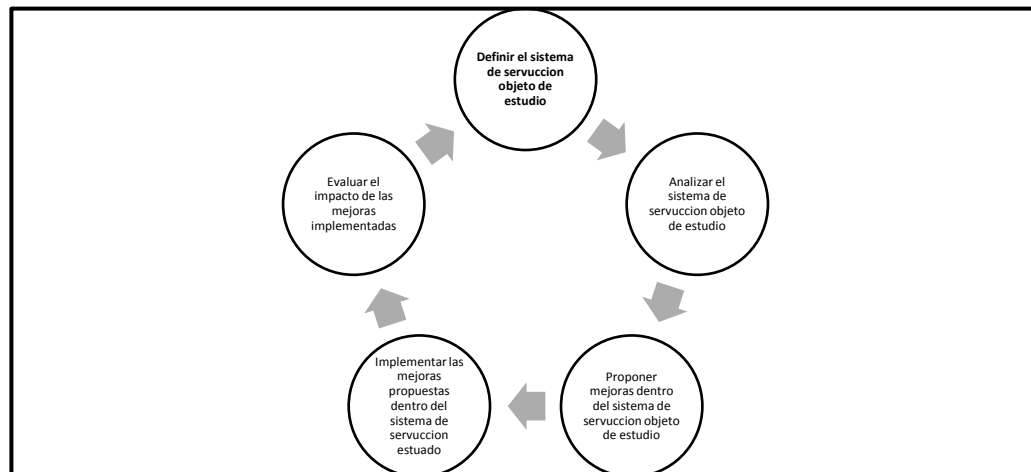 Definir el sistema
de servuccion
objeto de
estudio
Analizar el
sistema de
servuccion objeto
de estudio
Proponer
mejoras dentro
del sistema de
servuccion objeto
de estudio
Implementar las
mejoras
propuestas
dentro del
sistema de
servuccion
estuado
Evaluar el
impacto de las
mejoras
implementadas